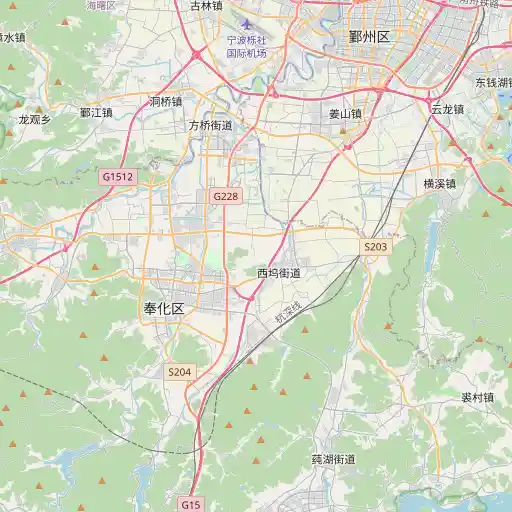 海曙区
古林镇
宁波栎社
国际机场
鄞州区
东钱湖镇
洞桥镇
鄞江镇
龙观乡
方桥街道
姜山镇
云龙镇
横溪镇
G1512
G228
S203
西坞街道
奉化区
杭深线
S204
裘村镇
莼湖街道
G15